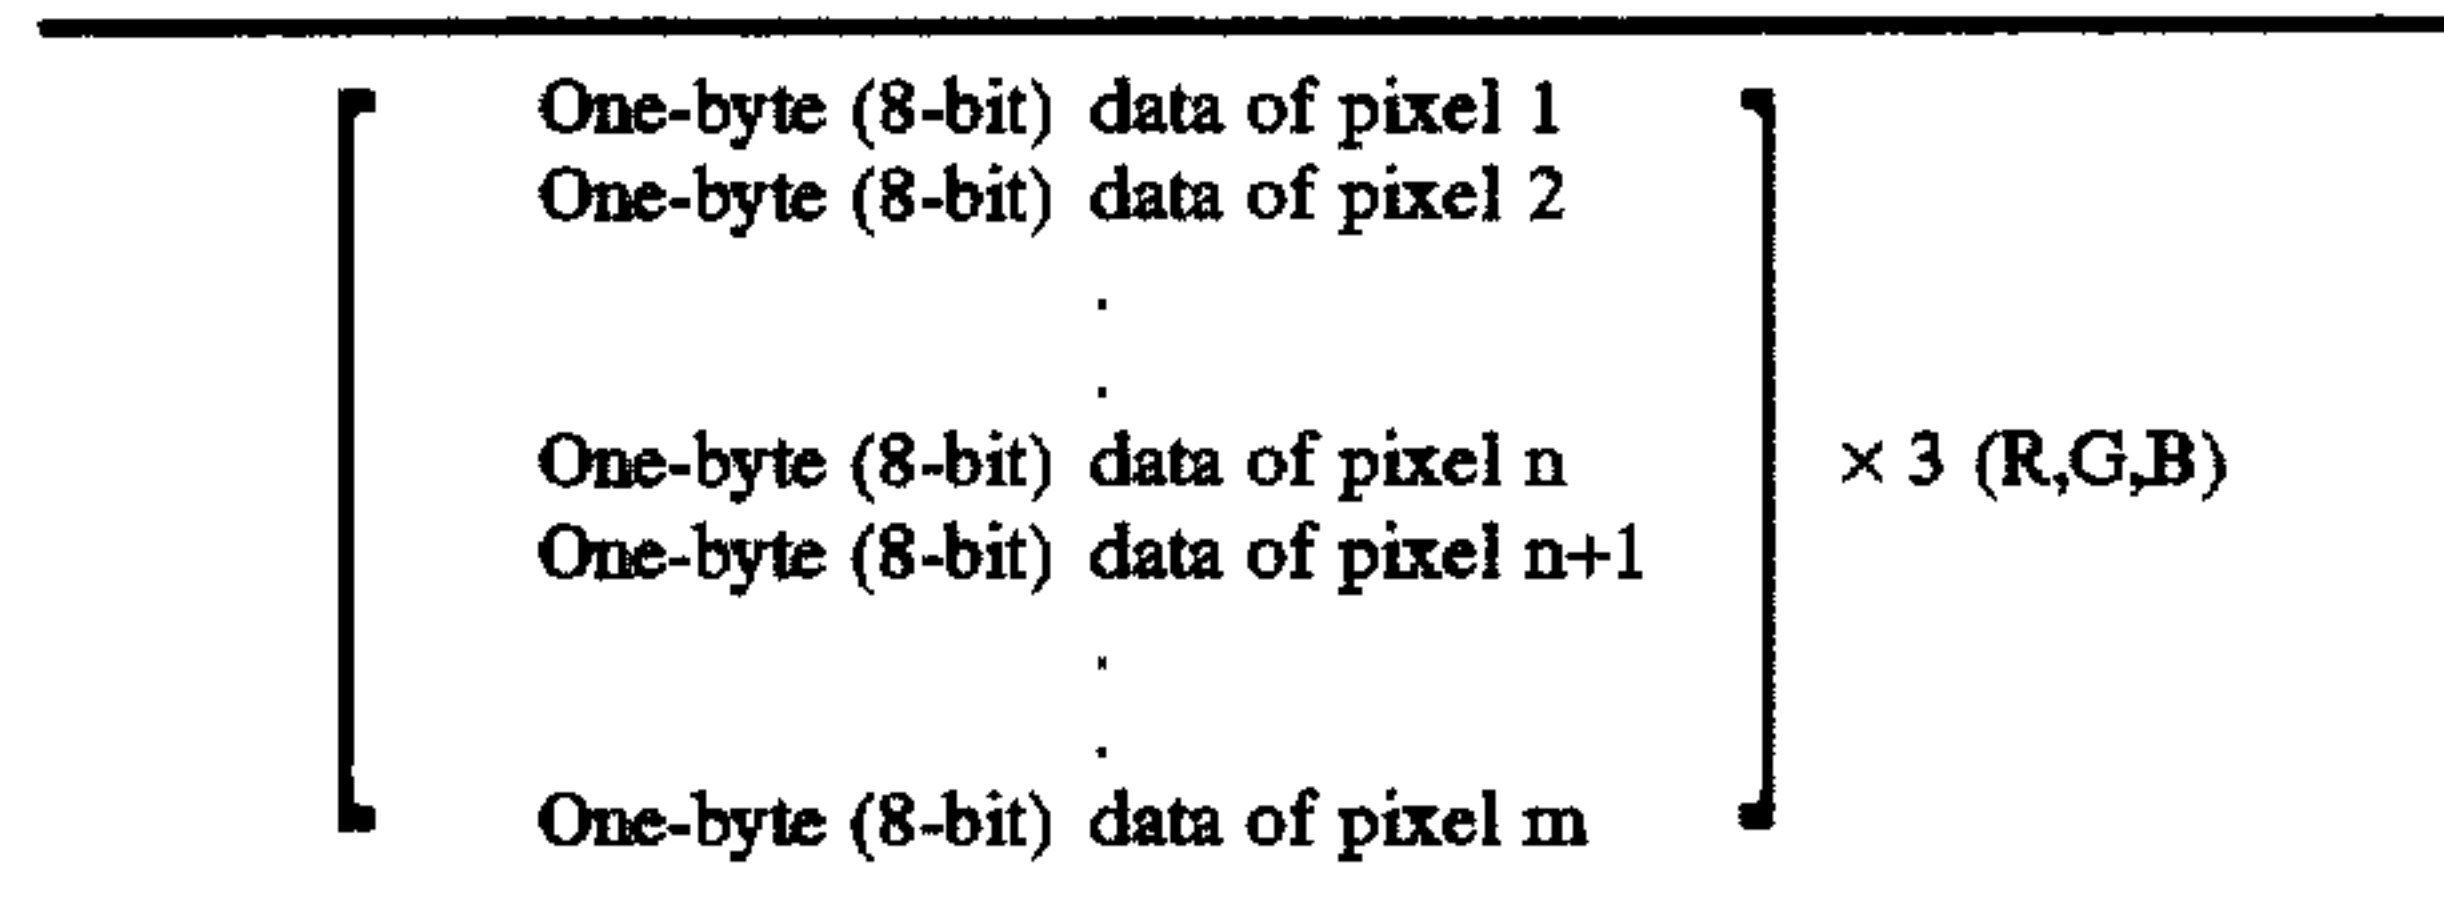 One-byte (8-bit) data of pixel 1
One-byte (8-bit) data of pixel 2
.
.
One-byte (8-bit) data of pixel n
× 3 (R,G,B)
One-byte (8-bit) data of pixel n+1
.
.
One-byte (8-bit) data of pixel m